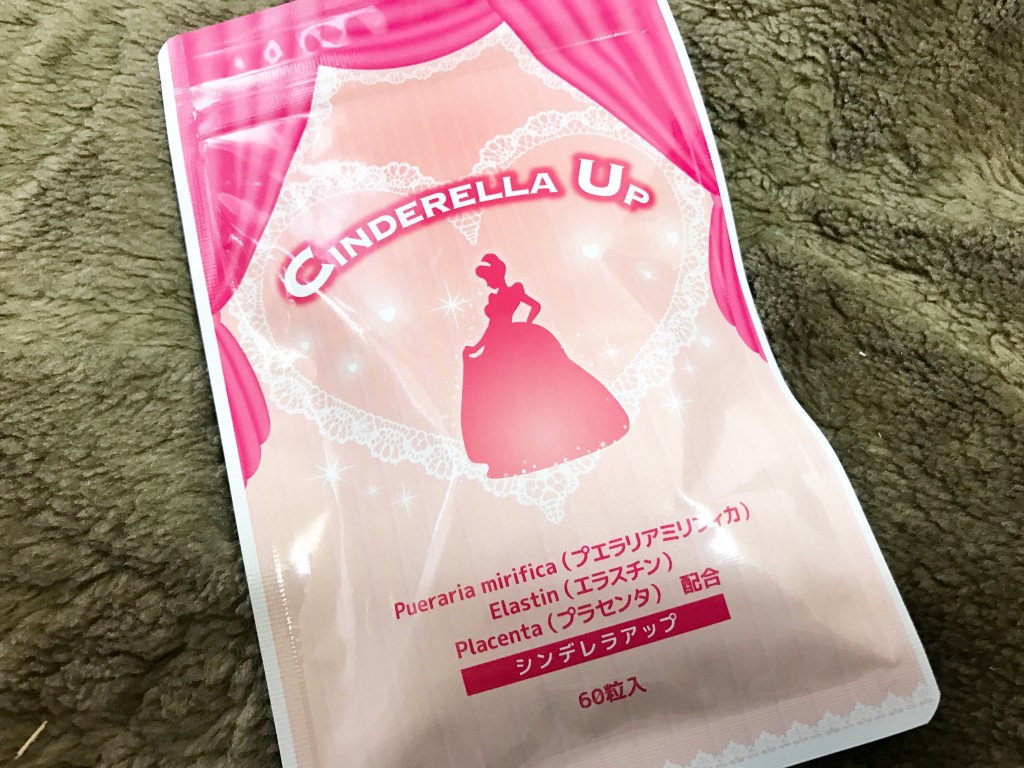 CINDERELLA UP
Pueraria mirifica (プエラリアミリフィカ)
Elastin (エラスチン)
Placenta (プラセンタ) 配合
シンデレラアップ
60粒入